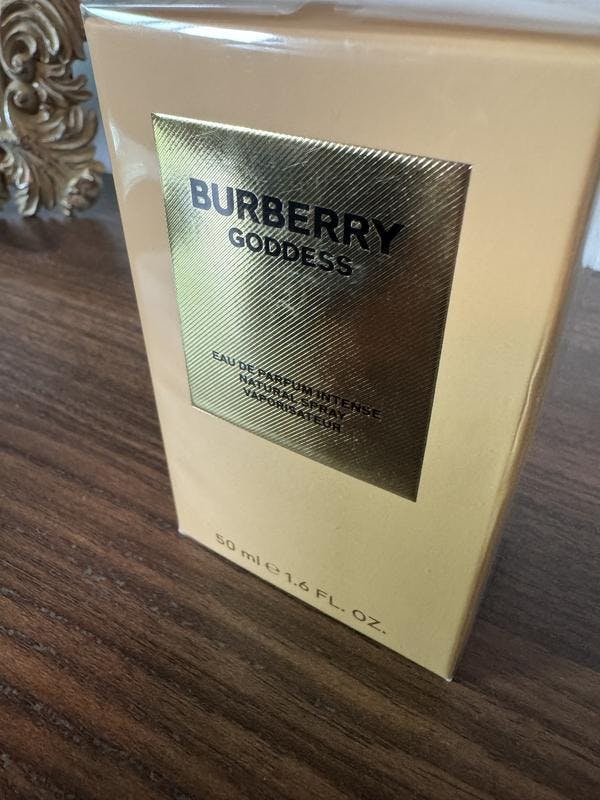 BURBERRY
GODDESS
EAU DE PARFUM INTENSE
NATURAL SPRAY
VAPORISATEUR
50 ml ℮ 1.6 FL. OZ.